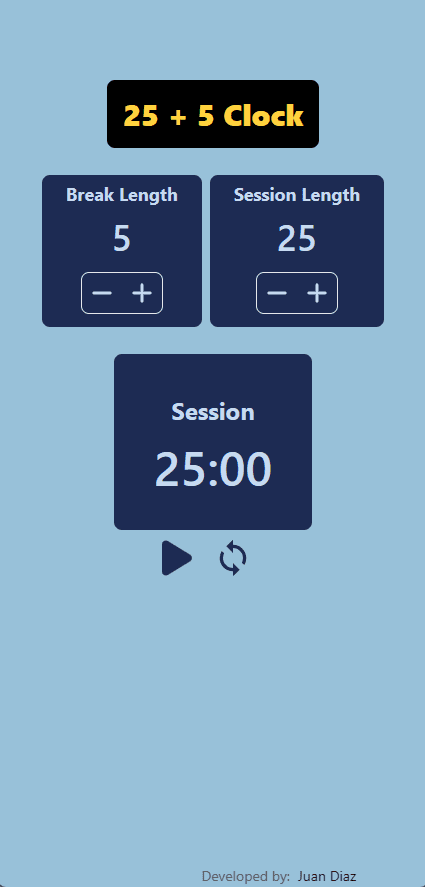 25 + 5 Clock
Break Length
5
Session Length
25
Session
25:00
Developed by: Juan Diaz